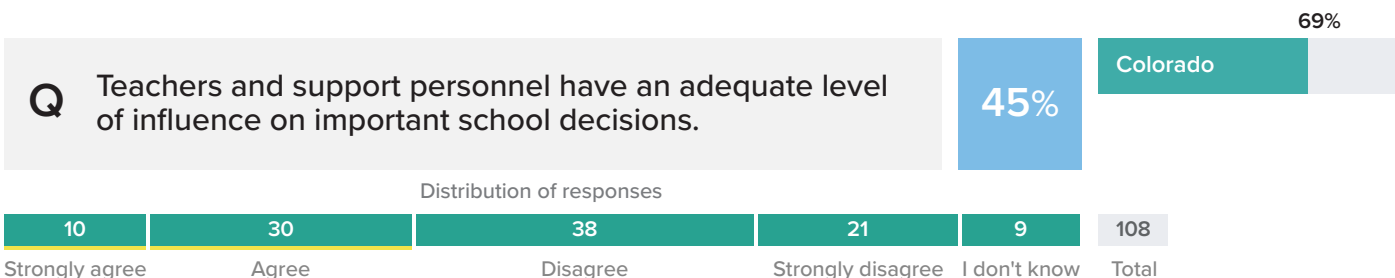 69%
Q
Teachers and support personnel have an adequate level
of influence on important school decisions.
45%
Colorado
Distribution of responses
10 30 38 21 9 108
Strongly agree Agree Disagree Strongly disagree I don't know Total